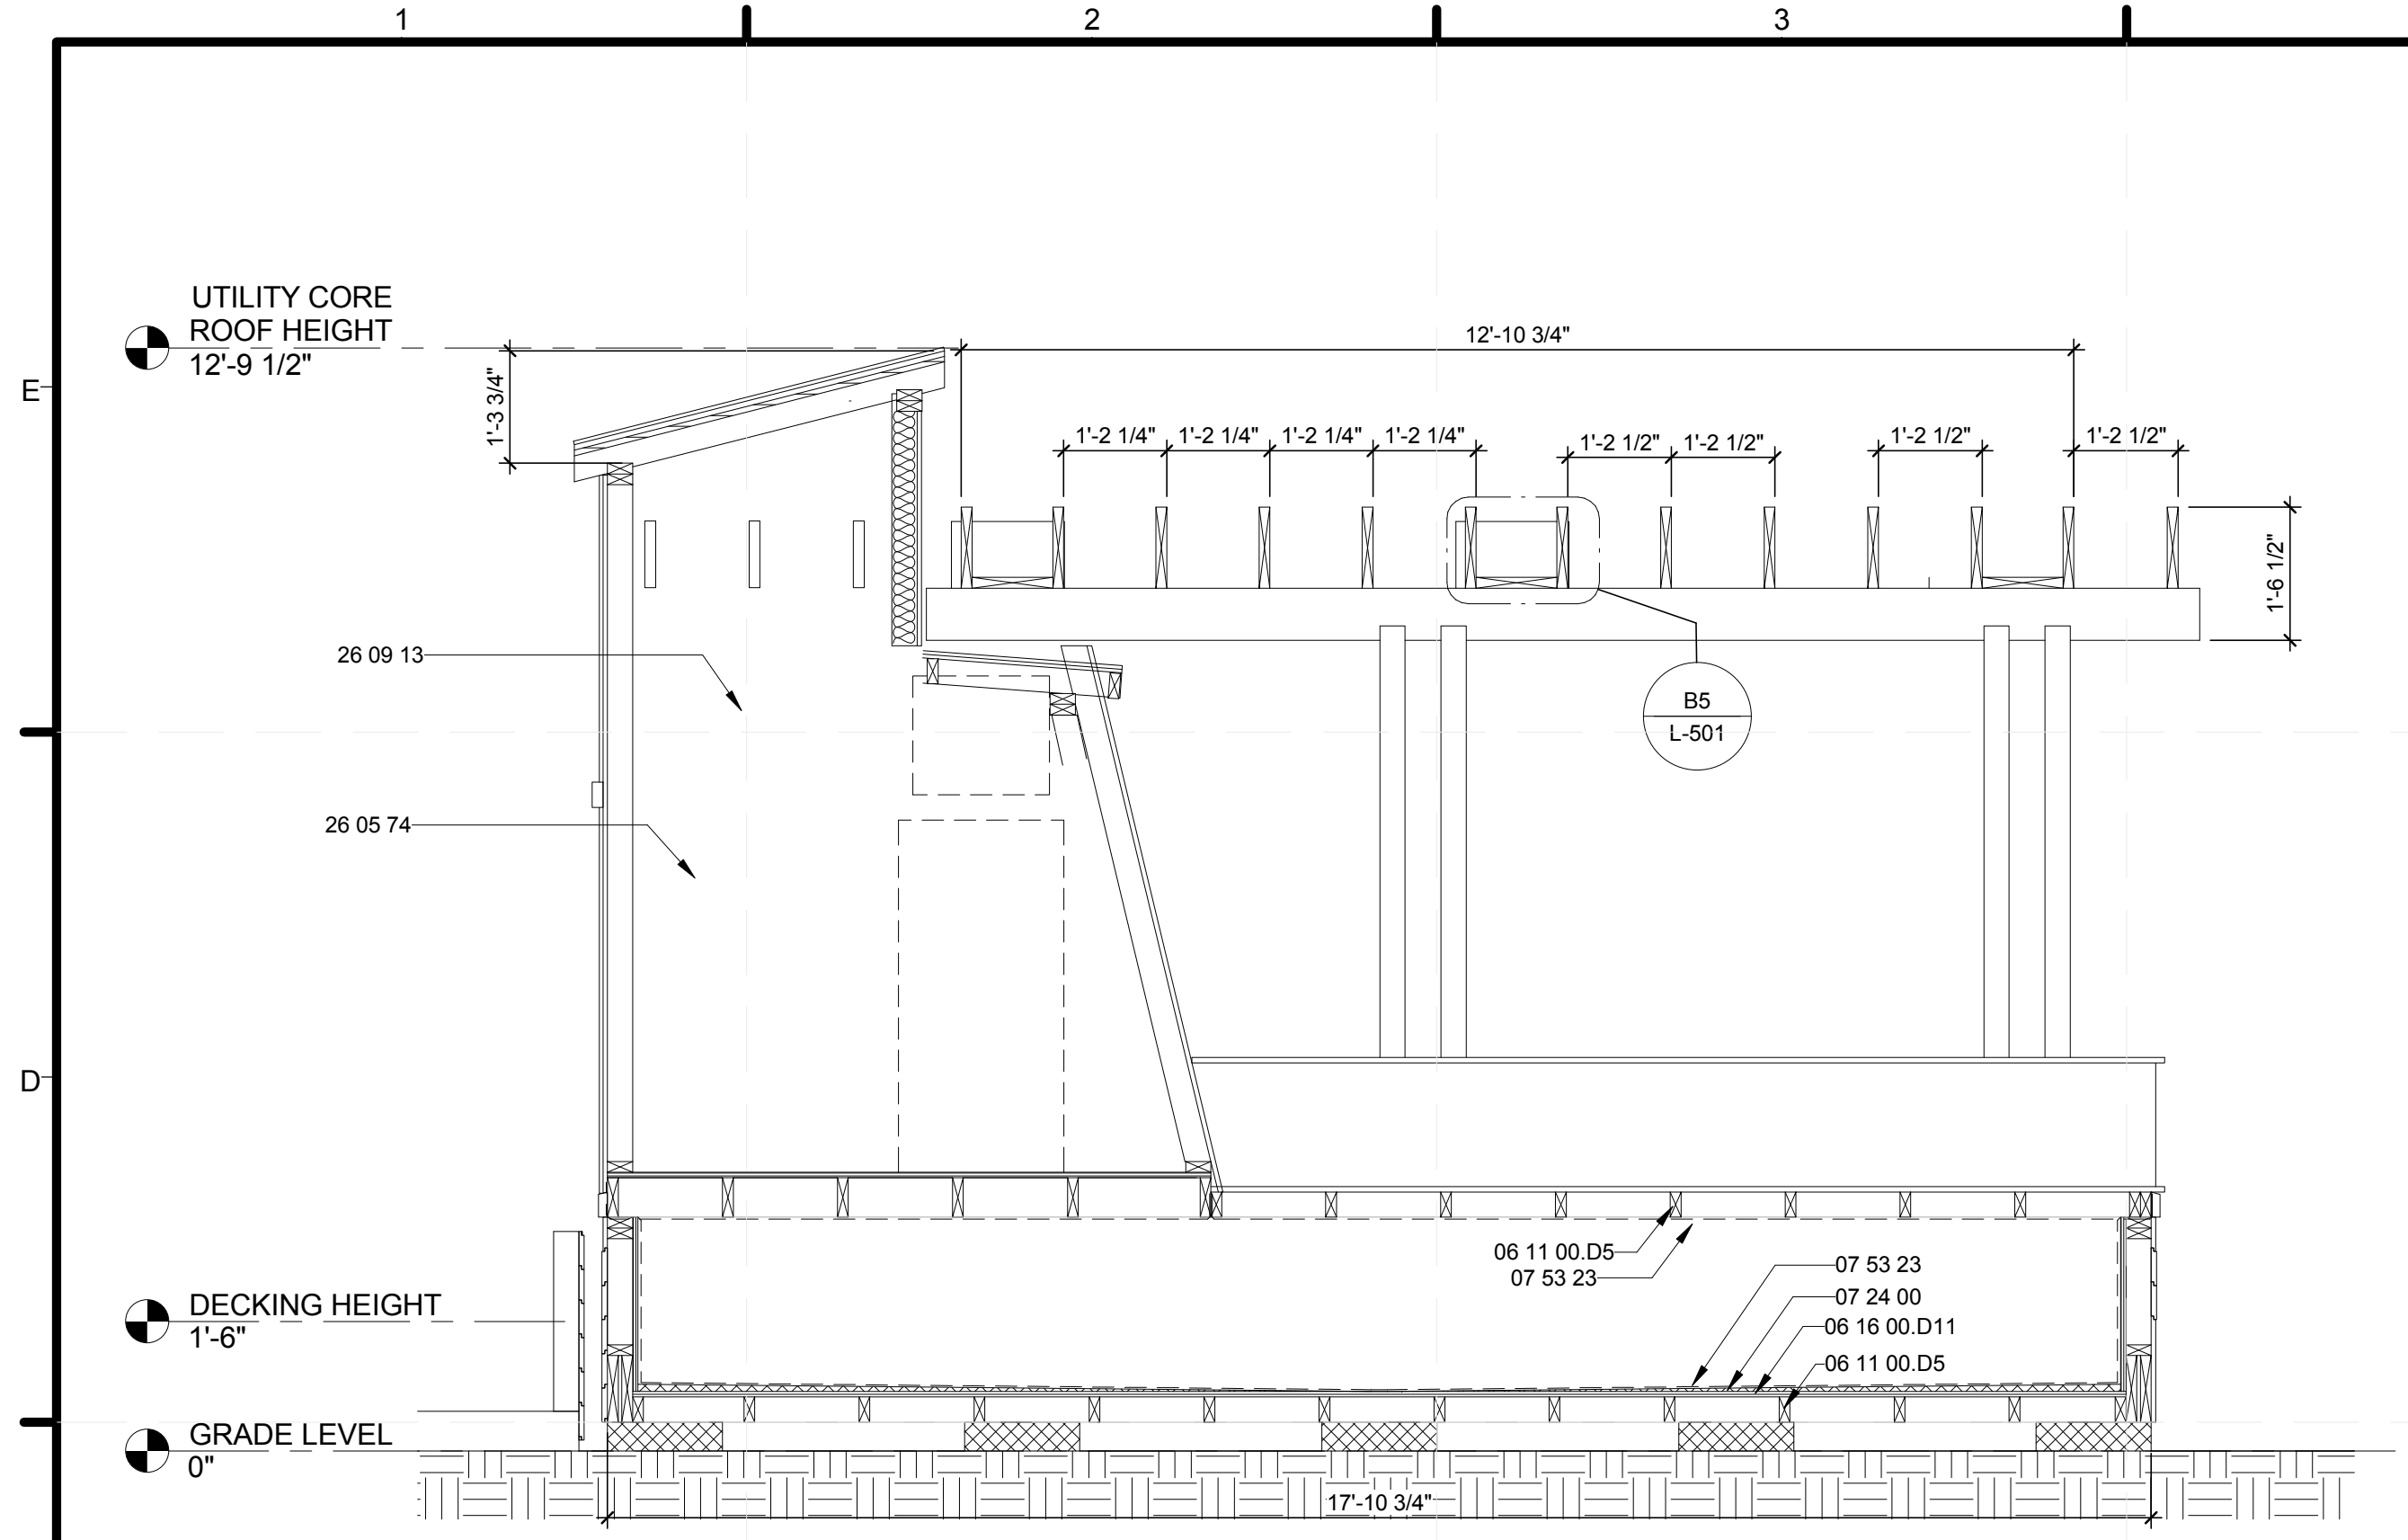 1
2
3
UTILITY CORE
ROOF HEIGHT
12'-9 1/2"
12'-10 3/4"
E
1'-3 3/4"
1'-2 1/4"
1'-2 1/4"
1'-2 1/4"
1'-2 1/4"
1'-2 1/2"
1'-2 1/2"
1'-2 1/2"
1'-2 1/2"
1'-6 1/2"
26 09 13
B5
L-501
26 05 74
D
06 11 00.D5
07 53 23
07 53 23
07 24 00
06 16 00.D11
06 11 00.D5
DECKING HEIGHT
1'-6"
GRADE LEVEL
0"
17'-10 3/4"